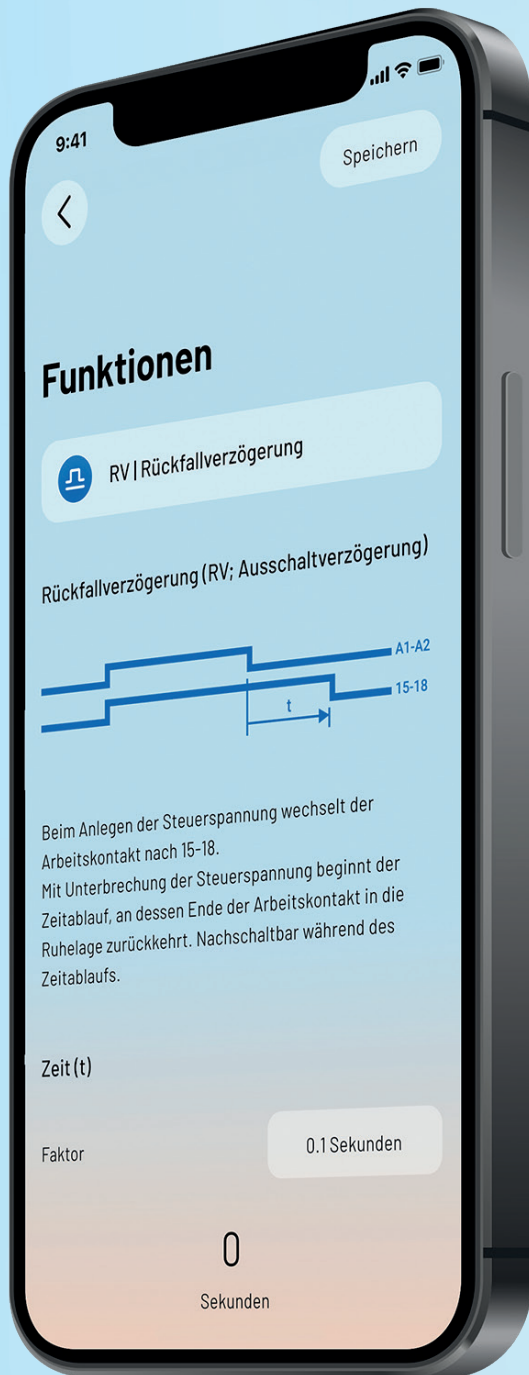 9:41
Speichern
Funktionen
RV | Rückfallverzögerung
Rückfallverzögerung (RV; Ausschaltverzögerung)
A1-A2
15-18
t
Beim Anlegen der Steuerspannung wechselt der
Arbeitskontakt nach 15-18.
Mit Unterbrechung der Steuerspannung beginnt der
Zeitablauf, an dessen Ende der Arbeitskontakt in die
Ruhelage zurückkehrt. Nachschaltbar während des
Zeitablaufs.
Zeit (t)
Faktor
0.1 Sekunden
0
Sekunden